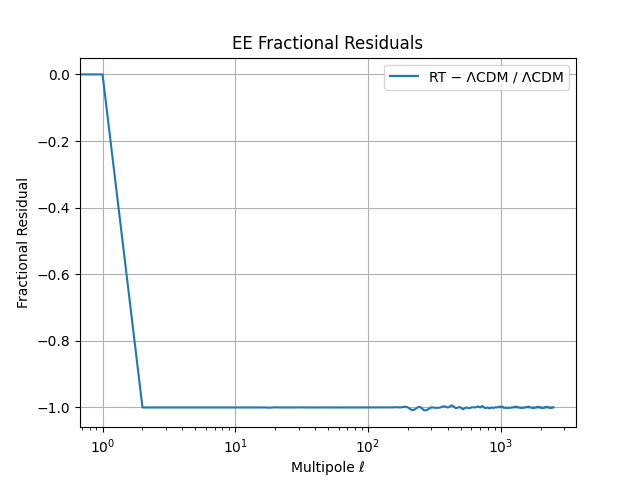 EE Fractional Residuals
RT − ΛCDM / ΛCDM
Fractional Residual
0.0
−0.2
−0.4
−0.6
−0.8
−1.0
10⁰
10¹
10²
10³
Multipole ℓ